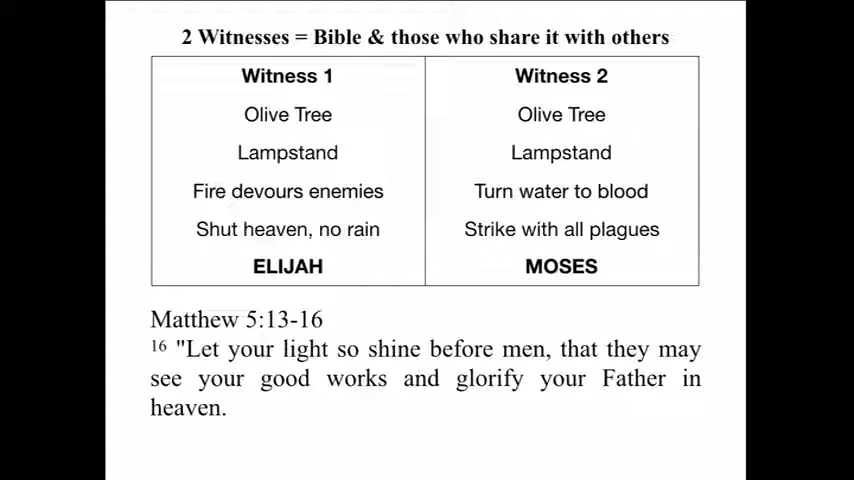 2 Witnesses = Bible & those who share it with others
Witness 1
Olive Tree
Lampstand
Fire devours enemies
Shut heaven, no rain
ELIJAH
Witness 2
Olive Tree
Lampstand
Turn water to blood
Strike with all plagues
MOSES
Matthew 5:13-16
16 "Let your light so shine before men, that they may
see your good works and glorify your Father in
heaven.